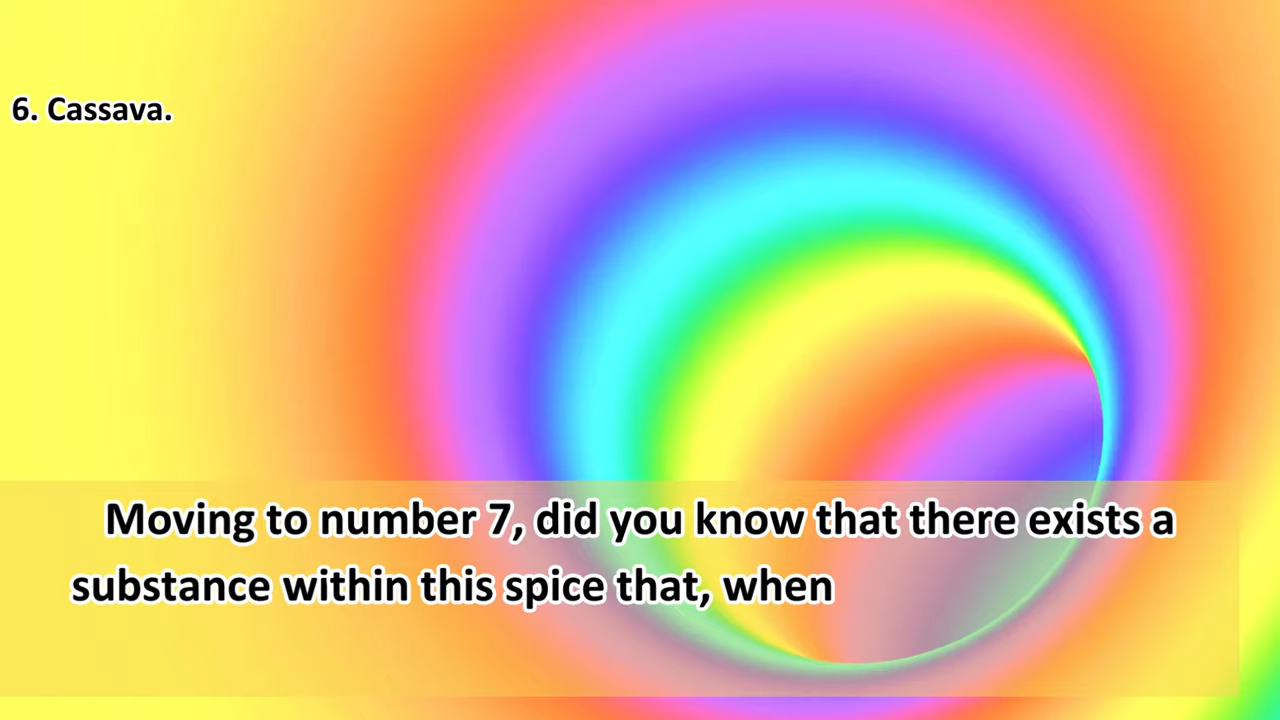 6. Cassava.
Moving to number 7, did you know that there exists a
substance within this spice that, when